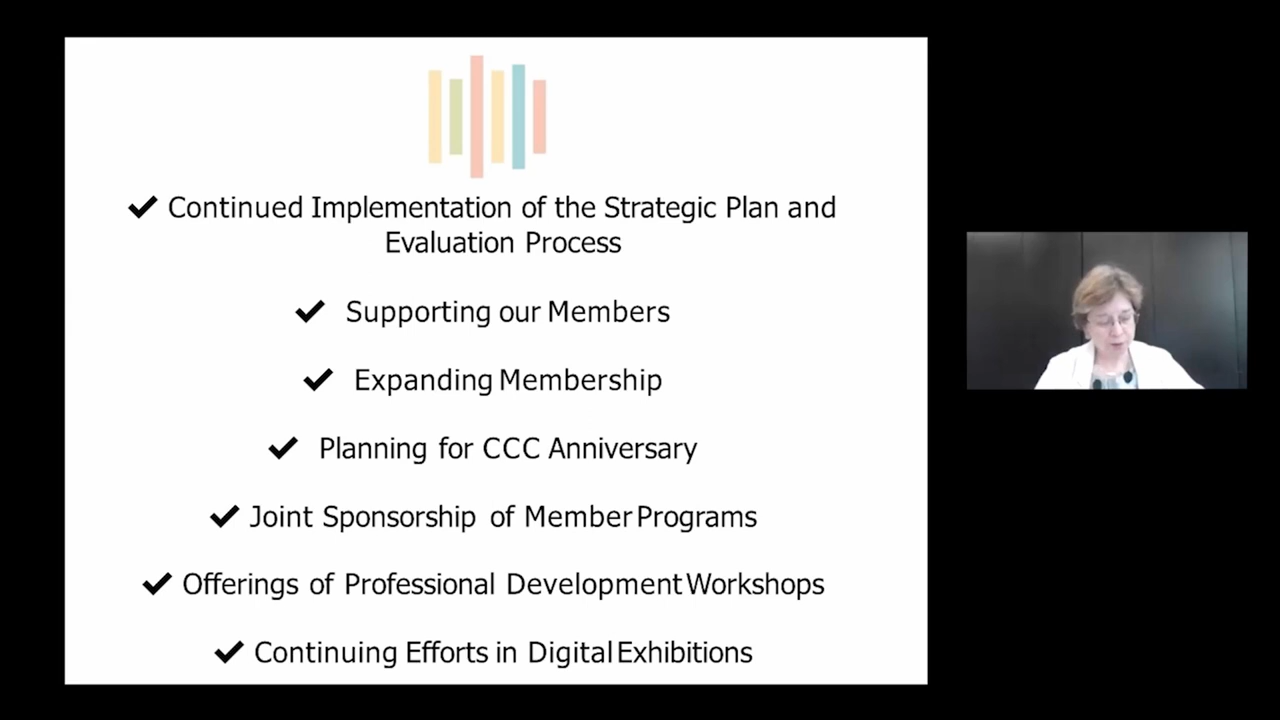 ✔ Continued Implementation of the Strategic Plan and
Evaluation Process
✔ Supporting our Members
✔ Expanding Membership
✔ Planning for CCC Anniversary
✔ Joint Sponsorship of Member Programs
✔ Offerings of Professional Development Workshops
✔ Continuing Efforts in Digital Exhibitions